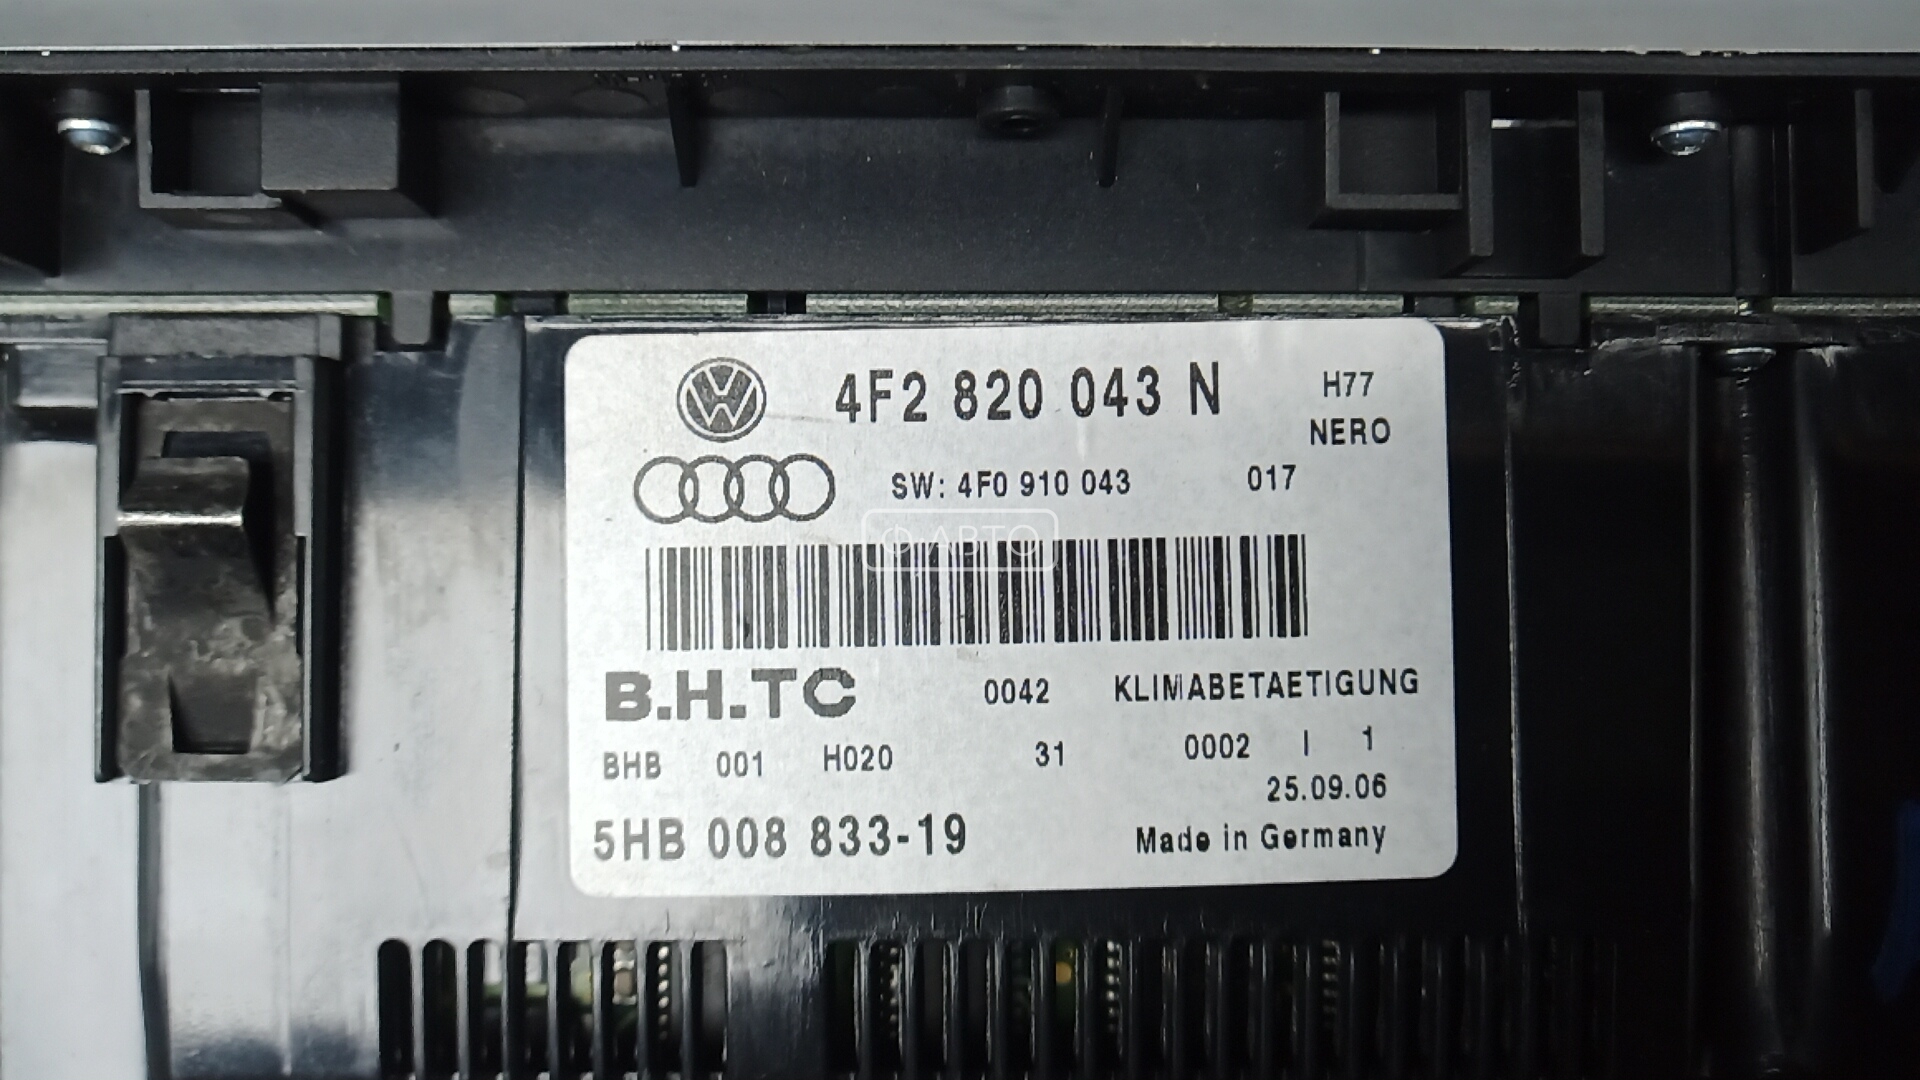 4F2 820 043 N
H77
NERO
SW: 4F0 910 043 017
АВТО
B.H.TC 0042 KLIMABETAETIGUNG
BHB 001 H020 31 0002 I 1
25.09.06
5HB 008 833-19 Made in Germany